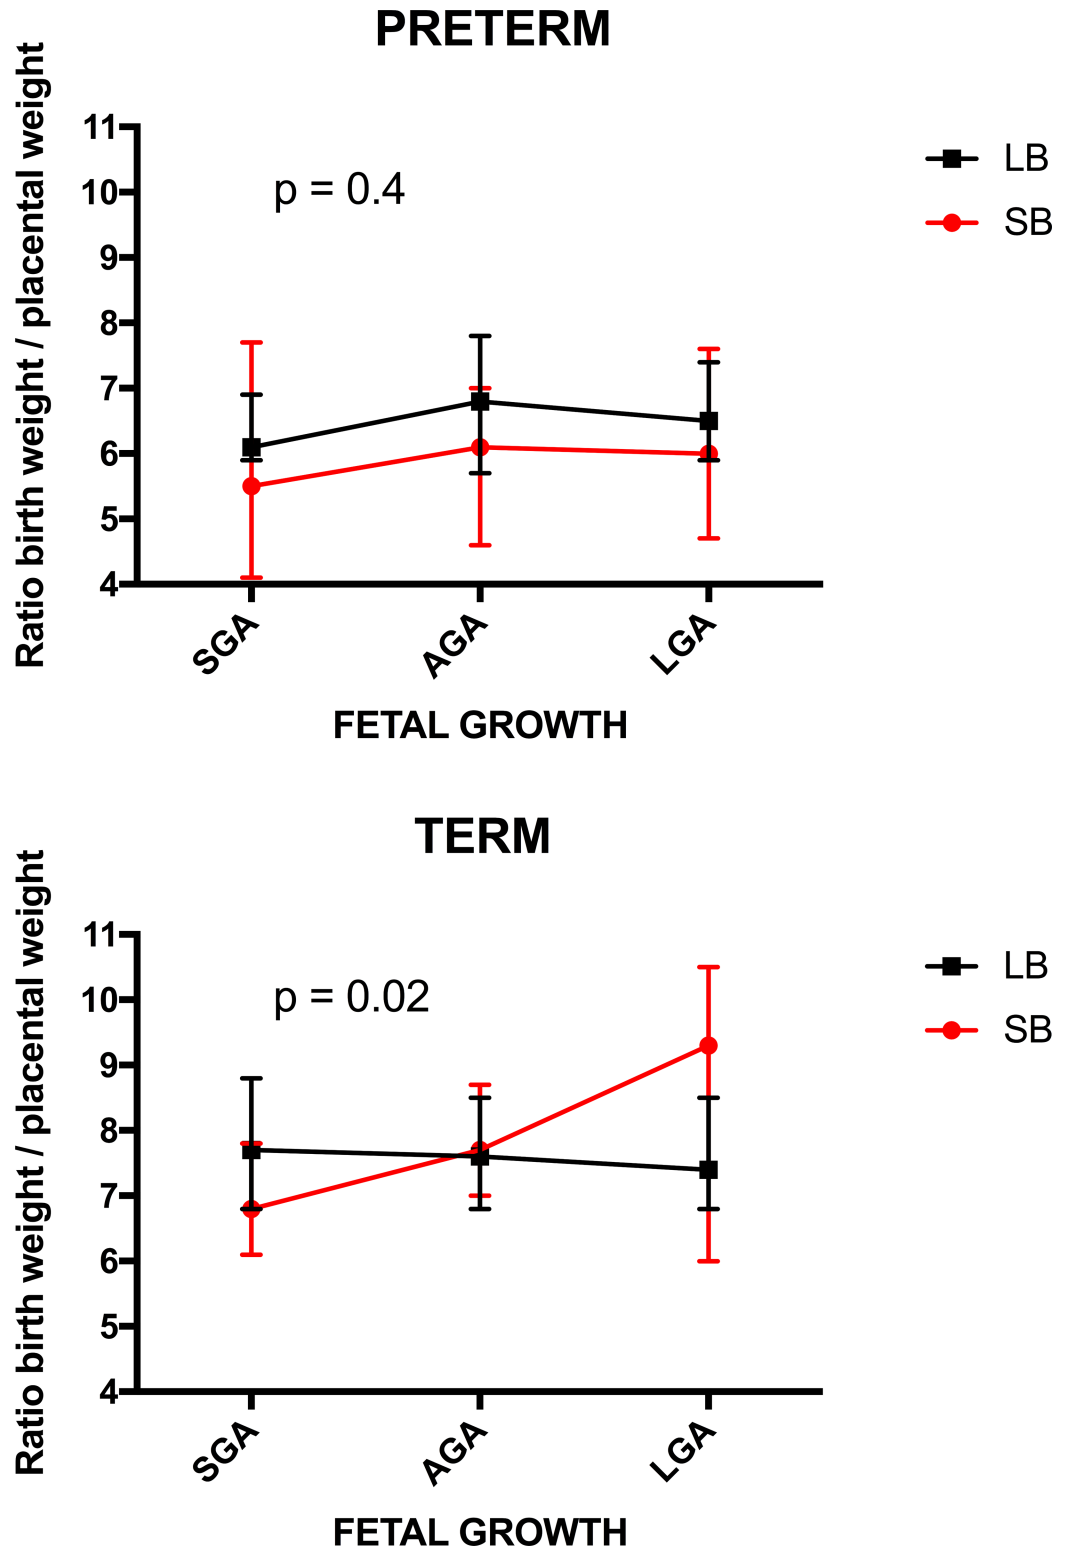 PRETERM
Ratio birth weight / placental weight
11
10
9
8
7
6
5
4
p = 0.4
LB
SB
SGA
AGA
LGA
FETAL GROWTH
TERM
Ratio birth weight / placental weight
11
10
9
8
7
6
5
4
p = 0.02
LB
SB
SGA
AGA
LGA
FETAL GROWTH